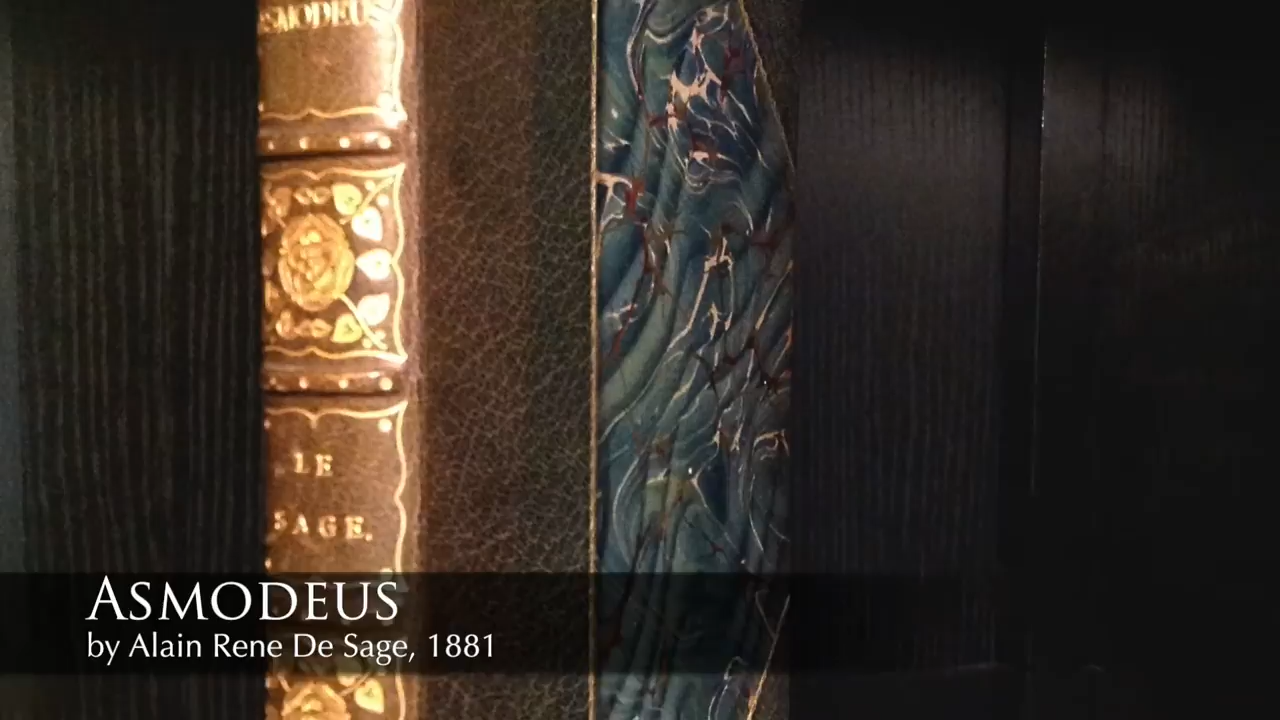 ASMODEUS
LE
SAGE.
ASMODEUS
by Alain Rene De Sage, 1881